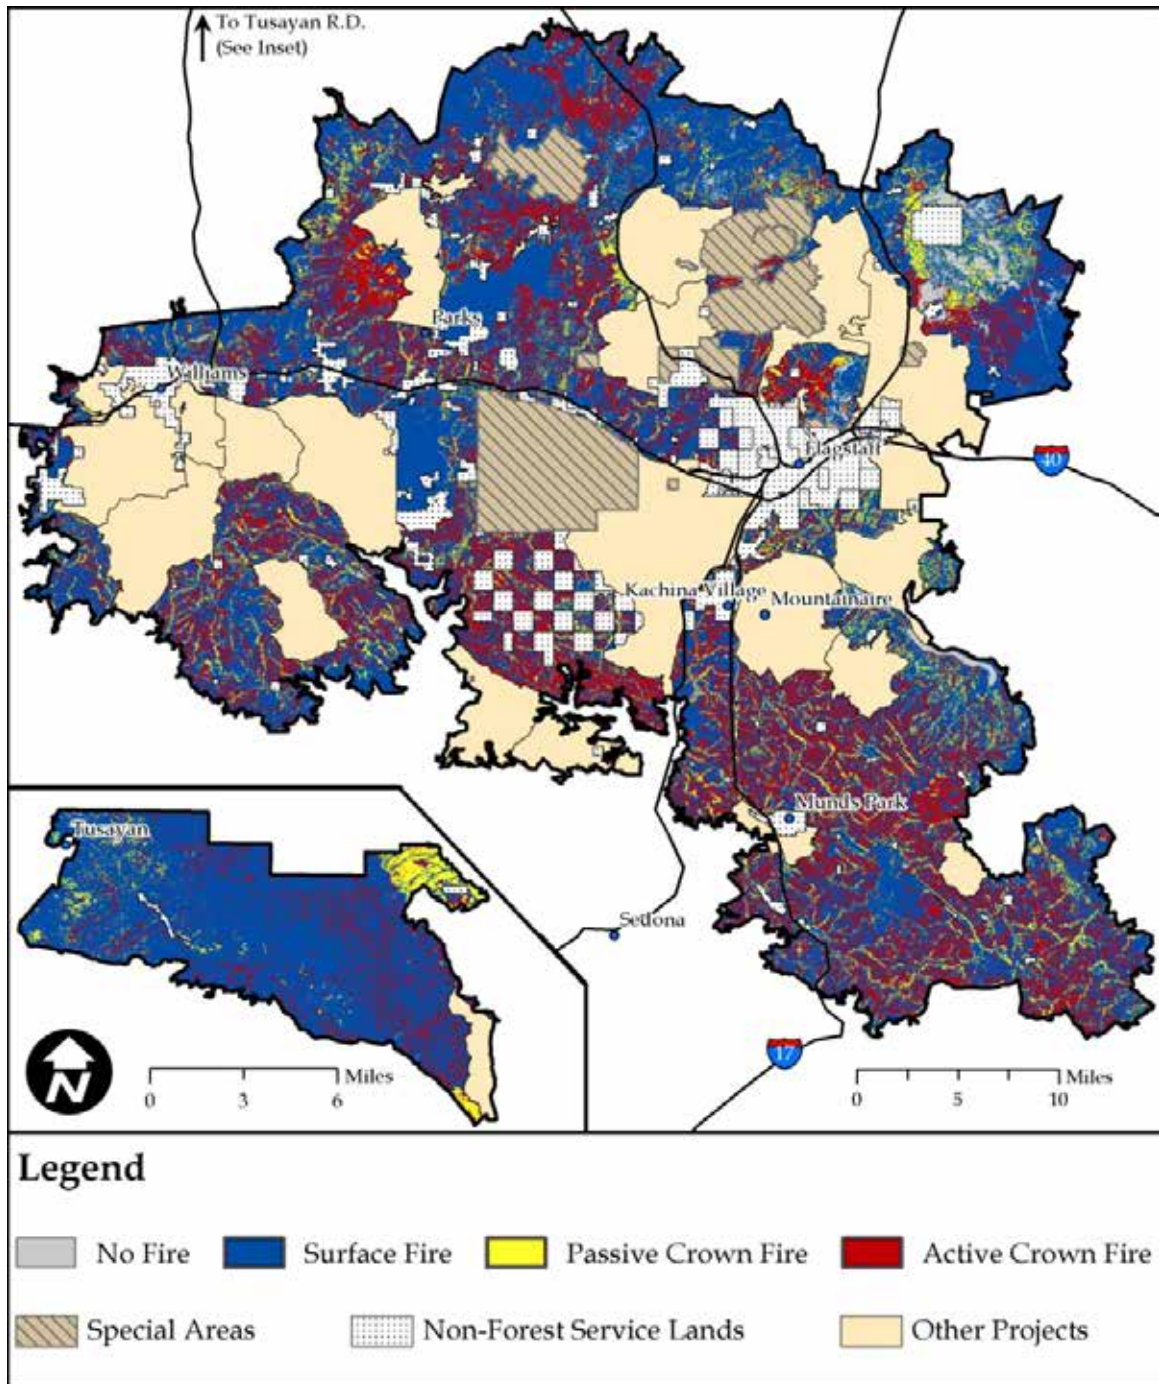 To Tusayan R.D.
(See Inset)
Parks
Williams
Flagstaff
40
Kachina Village
Mountainaire
Munds Park
Tusayan
Sedona
17
N
Miles
0 3 6
Miles
0 5 10
Legend
No Fire Surface Fire Passive Crown Fire Active Crown Fire
Special Areas Non-Forest Service Lands Other Projects